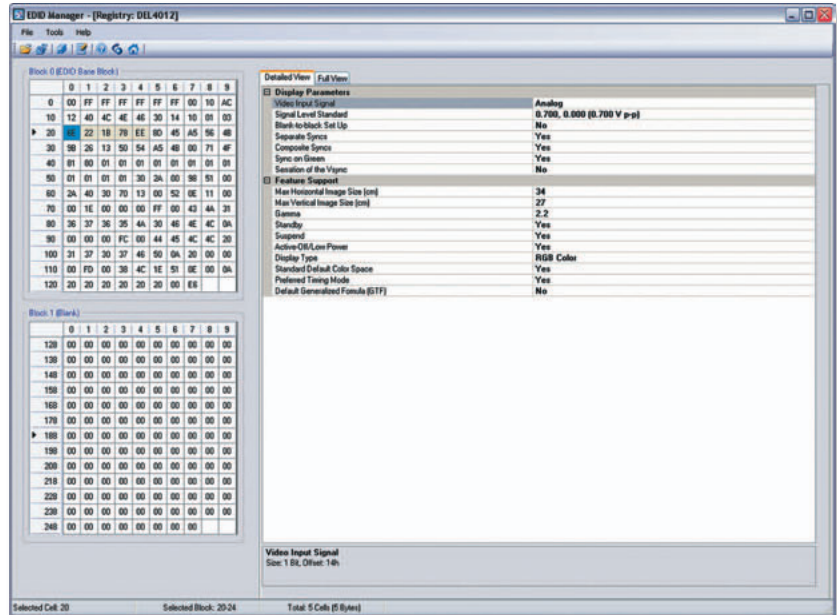 EDID Manager - [Registry: DEL4012]
File Tools Help
Block 0 (EDID Base Block)
0 1 2 3 4 5 6 7 8 9
0 00 FF FF FF FF FF FF 00 10 AC
10 12 40 4C 4E 46 30 14 10 01 03
20 6E 22 18 78 EE 8D 45 A5 56 4B
30 9B 26 13 50 54 A5 4B 00 71 4F
40 81 80 01 01 01 01 01 01 01 01
50 01 01 01 01 30 2A 00 98 51 00
60 2A 40 30 70 13 00 52 0E 11 00
70 00 1E 00 00 00 FF 00 43 4A 31
80 36 37 36 35 4A 30 46 4E 4C 0A
90 00 00 00 FC 00 44 45 4C 4C 20
100 31 37 30 37 46 50 0A 20 00 00
110 00 FD 00 38 4C 1E 51 0E 00 0A
120 20 20 20 20 20 20 00 E6
Block 1 (Blank)
0 1 2 3 4 5 6 7 8 9
128 00 00 00 00 00 00 00 00 00 00
138 00 00 00 00 00 00 00 00 00 00
148 00 00 00 00 00 00 00 00 00 00
158 00 00 00 00 00 00 00 00 00 00
168 00 00 00 00 00 00 00 00 00 00
178 00 00 00 00 00 00 00 00 00 00
188 00 00 00 00 00 00 00 00 00 00
198 00 00 00 00 00 00 00 00 00 00
208 00 00 00 00 00 00 00 00 00 00
218 00 00 00 00 00 00 00 00 00 00
228 00 00 00 00 00 00 00 00 00 00
238 00 00 00 00 00 00 00 00 00 00
248 00 00 00 00 00 00 00 00
Detailed View Full View
Display Parameters
Video Input Signal Analog
Signal Level Standard 0.700, 0.000 (0.700 V p-p)
Blank-to-black Set Up No
Separate Syncs Yes
Composite Syncs Yes
Sync on Green Yes
Serration of the Vsync No
Feature Support
Max Horizontal Image Size (cm) 34
Max Vertical Image Size (cm) 27
Gamma 2.2
Standby Yes
Suspend Yes
Active-Off/Low Power Yes
Display Type RGB Color
Standard Default Color Space Yes
Preferred Timing Mode Yes
Default Generalized Fomula (GTF) No
Video Input Signal
Size: 1 Bit, Offset: 14h
Selected Cell: 20 Selected Block: 20-24 Total: 5 Cells (5 Bytes)